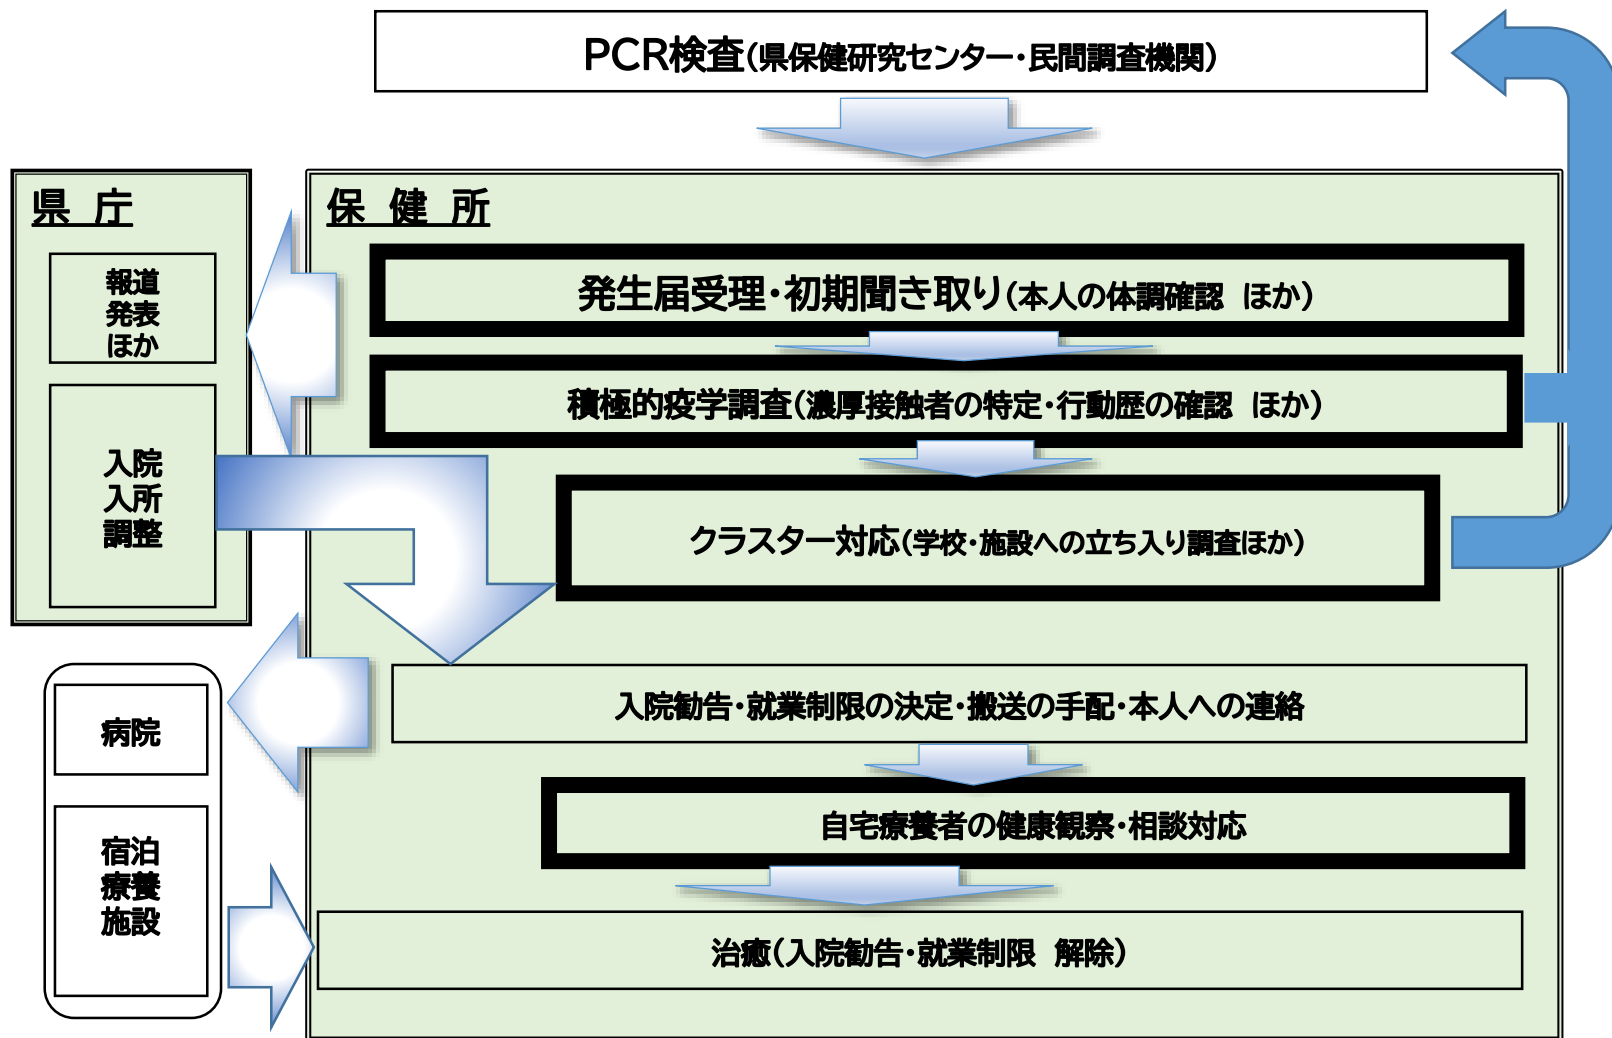 PCR検査(県保健研究センター・民間調査機関)
県 庁
報道
発表
ほか
入院
入所
調整
保 健 所
発生届受理・初期聞き取り(本人の体調確認 ほか)
積極的疫学調査(濃厚接触者の特定・行動歴の確認 ほか)
クラスター対応(学校・施設への立ち入り調査ほか)
入院勧告・就業制限の決定・搬送の手配・本人への連絡
自宅療養者の健康観察・相談対応
治癒(入院勧告・就業制限 解除)
病院
宿泊
療養
施設